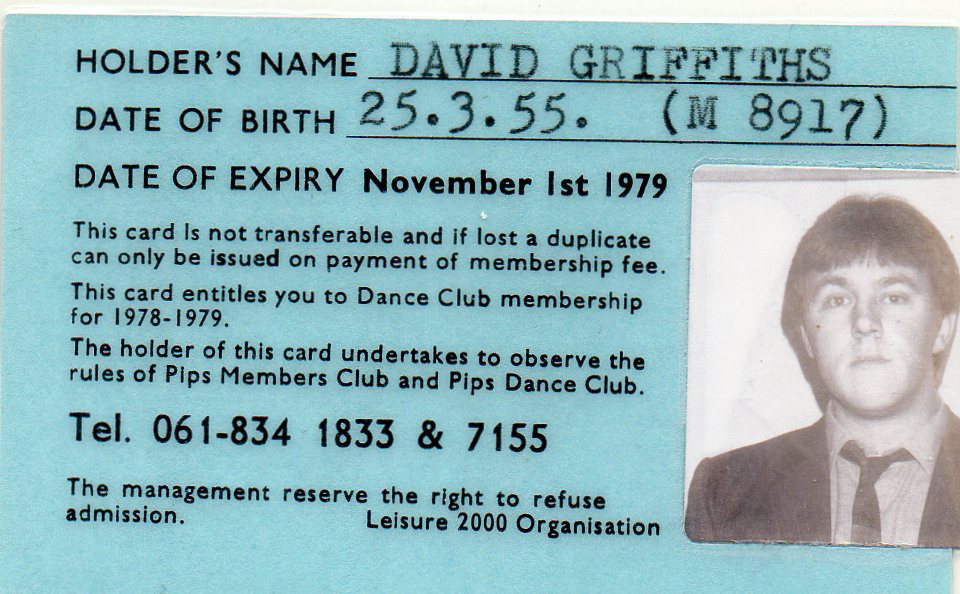 HOLDER'S NAME DAVID GRIFFITHS
DATE OF BIRTH 25.3.55. (M 8917)
DATE OF EXPIRY November 1st 1979
This card is not transferable and if lost a duplicate
can only be issued on payment of membership fee.
This card entitles you to Dance Club membership
for 1978-1979.
The holder of this card undertakes to observe the
rules of Pips Members Club and Pips Dance Club.
Tel. 061-834 1833 & 7155
The management reserve the right to refuse
admission. Leisure 2000 Organisation